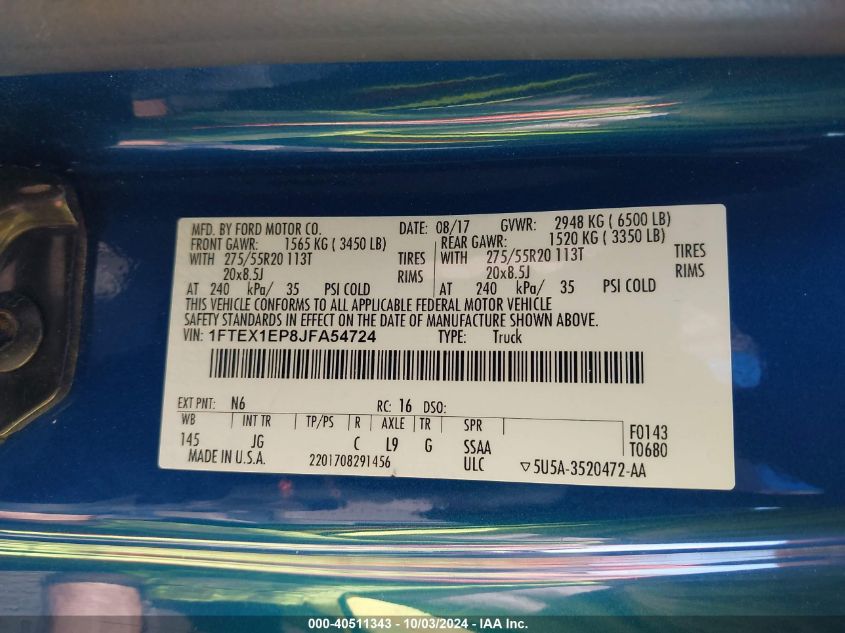 MFD. BY FORD MOTOR CO. DATE: 08/17 GVWR: 2948 KG ( 6500 LB)
FRONT GAWR: 1565 KG ( 3450 LB) REAR GAWR: 1520 KG ( 3350 LB)
WITH 275/55R20 113T TIRES WITH 275/55R20 113T TIRES
20x8.5J RIMS 20x8.5J RIMS
AT 240 kPa/ 35 PSI COLD AT 240 kPa/ 35 PSI COLD
THIS VEHICLE CONFORMS TO ALL APPLICABLE FEDERAL MOTOR VEHICLE
SAFETY STANDARDS IN EFFECT ON THE DATE OF MANUFACTURE SHOWN ABOVE.
VIN: 1FTEX1EP8JFA54724 TYPE: Truck
EXT PNT: N6 RC: 16 DSO:
WB INT TR TP/PS R AXLE TR SPR
145 JG C L9 G SSAA F0143
MADE IN U.S.A. 2201708291456 ULC T0680
▽5U5A-3520472-AA
000-40511343 - 10/03/2024 - IAA Inc.